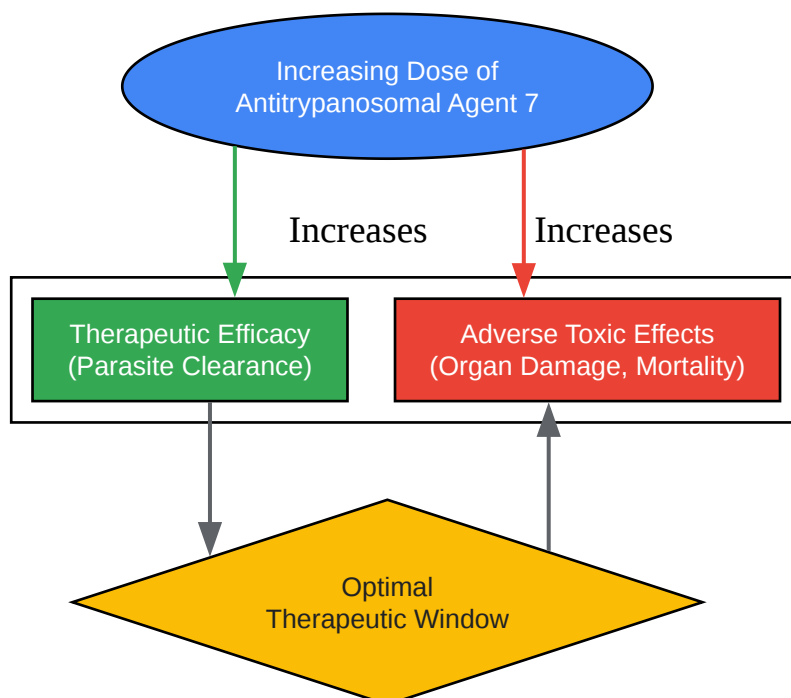 Increasing Dose of
Antitrypanosomal Agent 7
Increases
Increases
Therapeutic Efficacy
(Parasite Clearance)
Adverse Toxic Effects
(Organ Damage, Mortality)
Optimal
Therapeutic Window